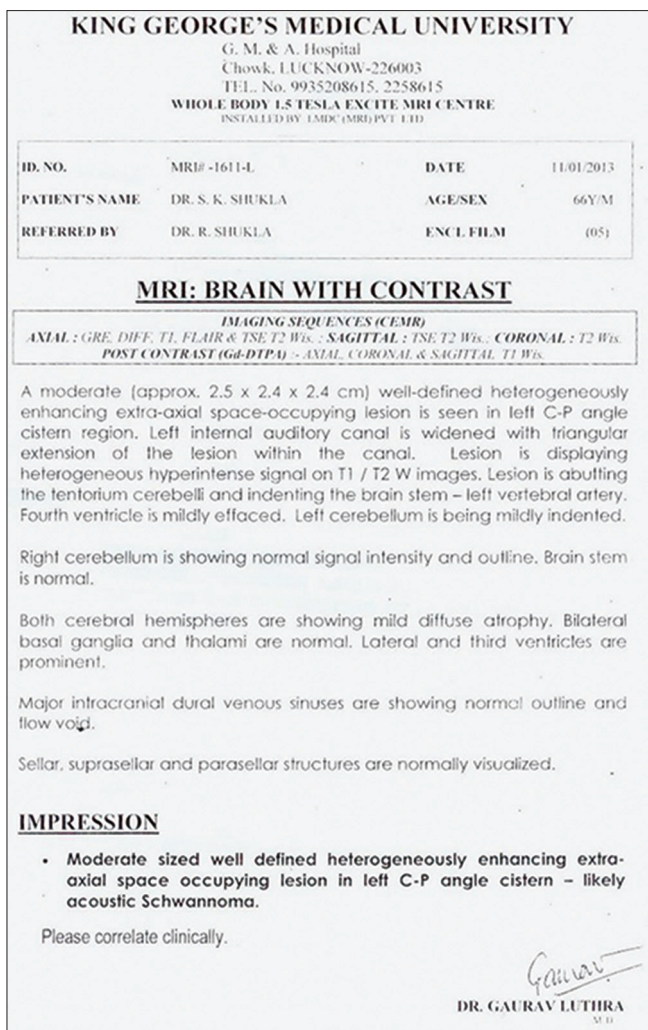 KING GEORGE'S MEDICAL UNIVERSITY
G. M. & A. Hospital
Chowk, LUCKNOW-226003
TEL. No. 9935208615, 2258615
WHOLE BODY 1.5 TESLA EXCITE MRI CENTRE
INSTALLED BY LMDC (MRI) PVT LTD
ID. NO. MRI# -1611-L DATE 11/01/2013
PATIENT'S NAME DR. S. K. SHUKLA AGE/SEX 66Y/M
REFERRED BY DR. R. SHUKLA ENCL FILM (05)
MRI: BRAIN WITH CONTRAST
IMAGING SEQUENCES (CEMR)
AXIAL : GRE, DIFF, T1, FLAIR & TSE T2 Wis. ; SAGITTAL : TSE T2 Wis.; CORONAL : T2 Wis.
POST CONTRAST (Gd-DTPA) :- AXIAL, CORONAL & SAGITTAL T1 Wis.
A moderate (approx. 2.5 x 2.4 x 2.4 cm) well-defined heterogeneously
enhancing extra-axial space-occupying lesion is seen in left C-P angle
cistern region. Left internal auditory canal is widened with triangular
extension of the lesion within the canal. Lesion is displaying
heterogeneous hyperintense signal on T1 / T2 W images. Lesion is abutting
the tentorium cerebelli and indenting the brain stem – left vertebral artery.
Fourth ventricle is mildly effaced. Left cerebellum is being mildly indented.
Right cerebellum is showing normal signal intensity and outline. Brain stem
is normal.
Both cerebral hemispheres are showing mild diffuse atrophy. Bilateral
basal ganglia and thalami are normal. Lateral and third ventricles are
prominent.
Major intracranial dural venous sinuses are showing normal outline and
flow void.
Sellar, suprasellar and parasellar structures are normally visualized.
IMPRESSION
• Moderate sized well defined heterogeneously enhancing extra-
axial space occupying lesion in left C-P angle cistern – likely
acoustic Schwannoma.
Please correlate clinically.
Gaurav
DR. GAURAV LUTHRA
M.D